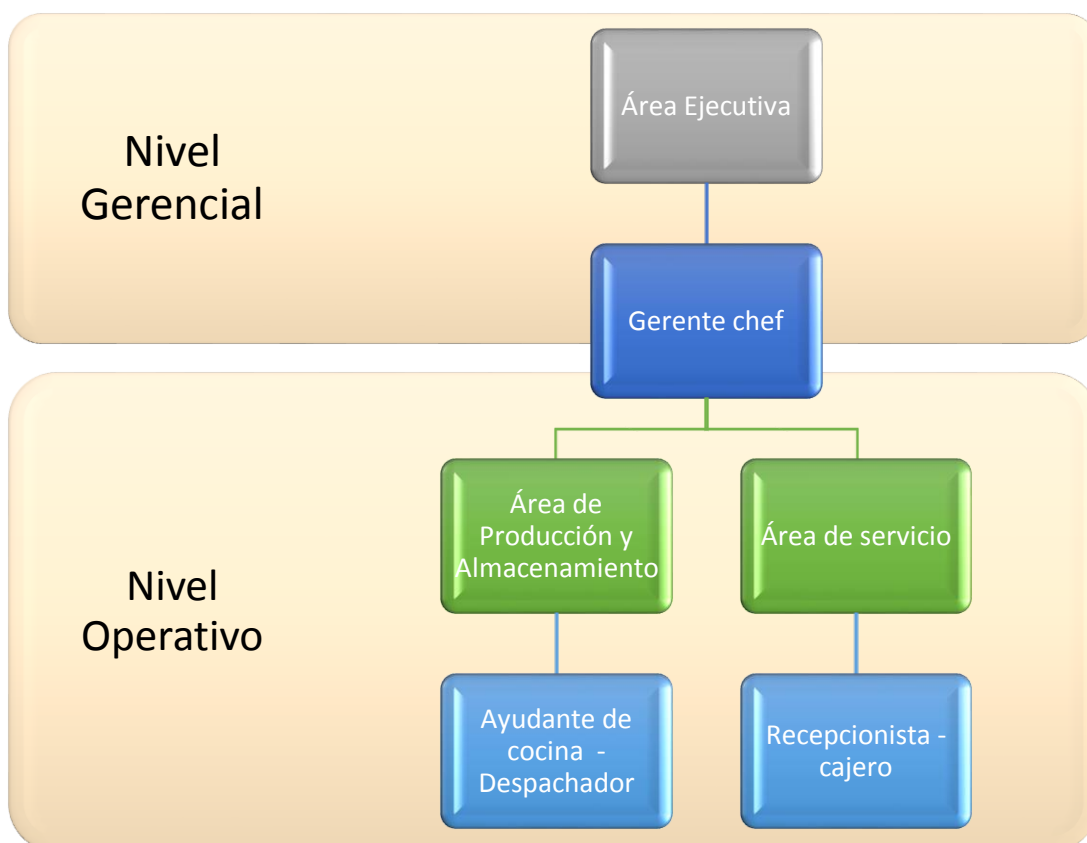 Nivel
Gerencial
Área Ejecutiva
Gerente chef
Nivel
Operativo
Área de
Producción y
Almacenamiento
Área de servicio
Ayudante de
cocina -
Despachador
Recepcionista -
cajero